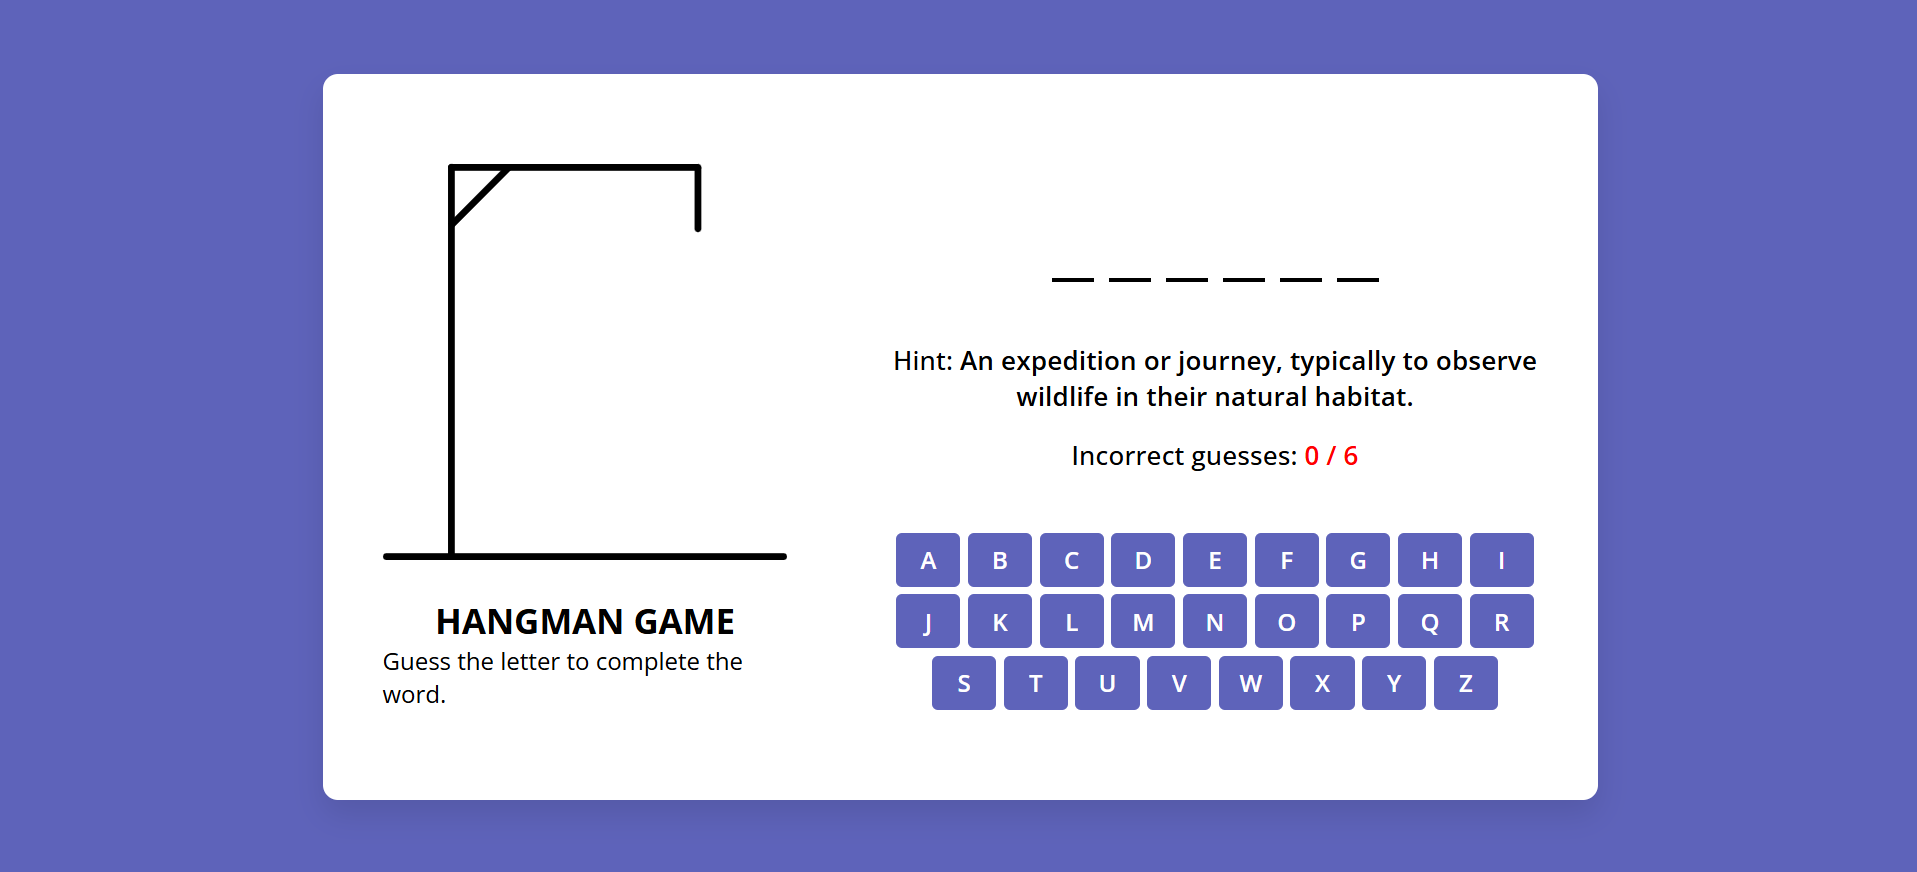 Hint: An expedition or journey, typically to observe
wildlife in their natural habitat.
Incorrect guesses: 0 / 6
A B C D E F G H I
J K L M N O P Q R
S T U V W X Y Z
HANGMAN GAME
Guess the letter to complete the
word.